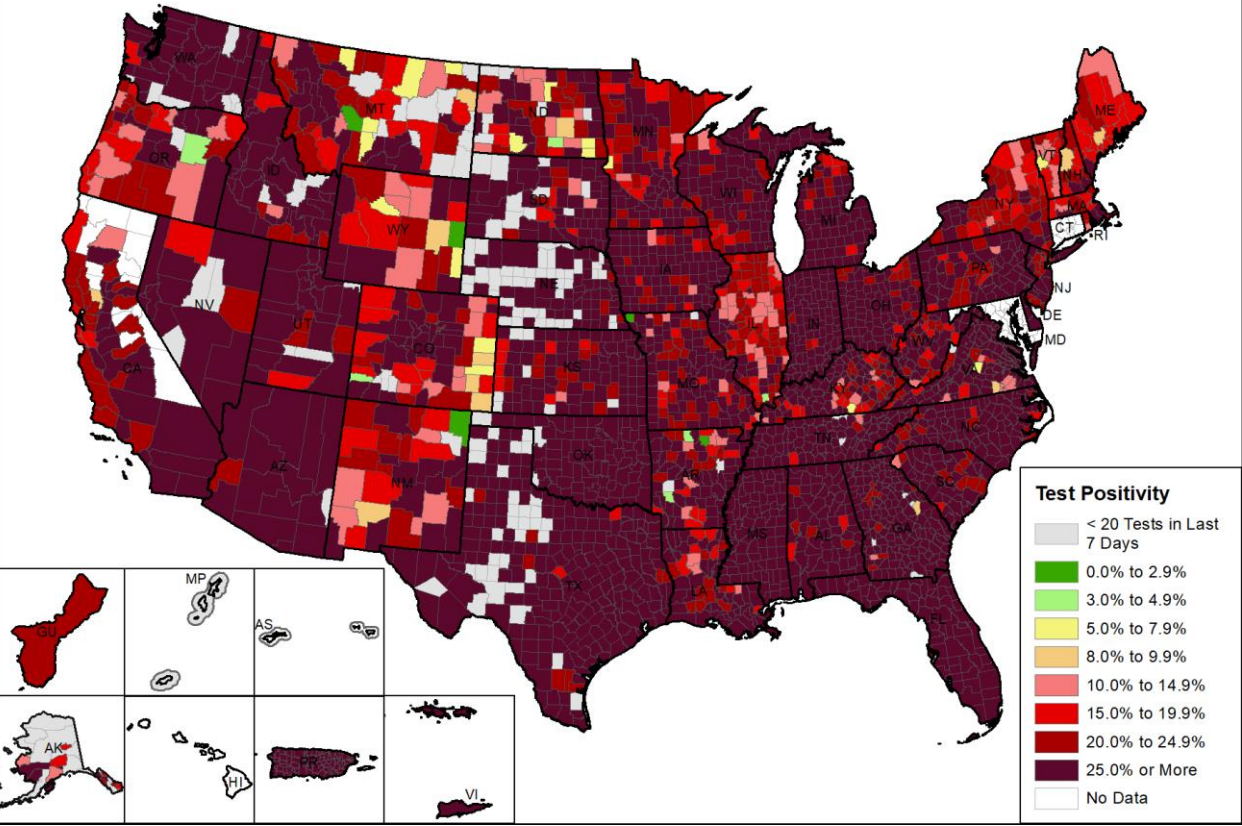 WA
MT
ND
MN
ME
OR
ID
SD
WI
VT
NH
NY
MA
CT
RI
WY
MI
IA
PA
NE
NJ
NV
UT
CO
IL
IN
OH
DE
MD
WV
CA
KS
MO
KY
VA
AZ
NM
OK
AR
TN
NC
SC
MS
AL
GA
TX
LA
FL
MP
AS
GU
AK
HI
PR
VI
Test Positivity
< 20 Tests in Last
7 Days
0.0% to 2.9%
3.0% to 4.9%
5.0% to 7.9%
8.0% to 9.9%
10.0% to 14.9%
15.0% to 19.9%
20.0% to 24.9%
25.0% or More
No Data